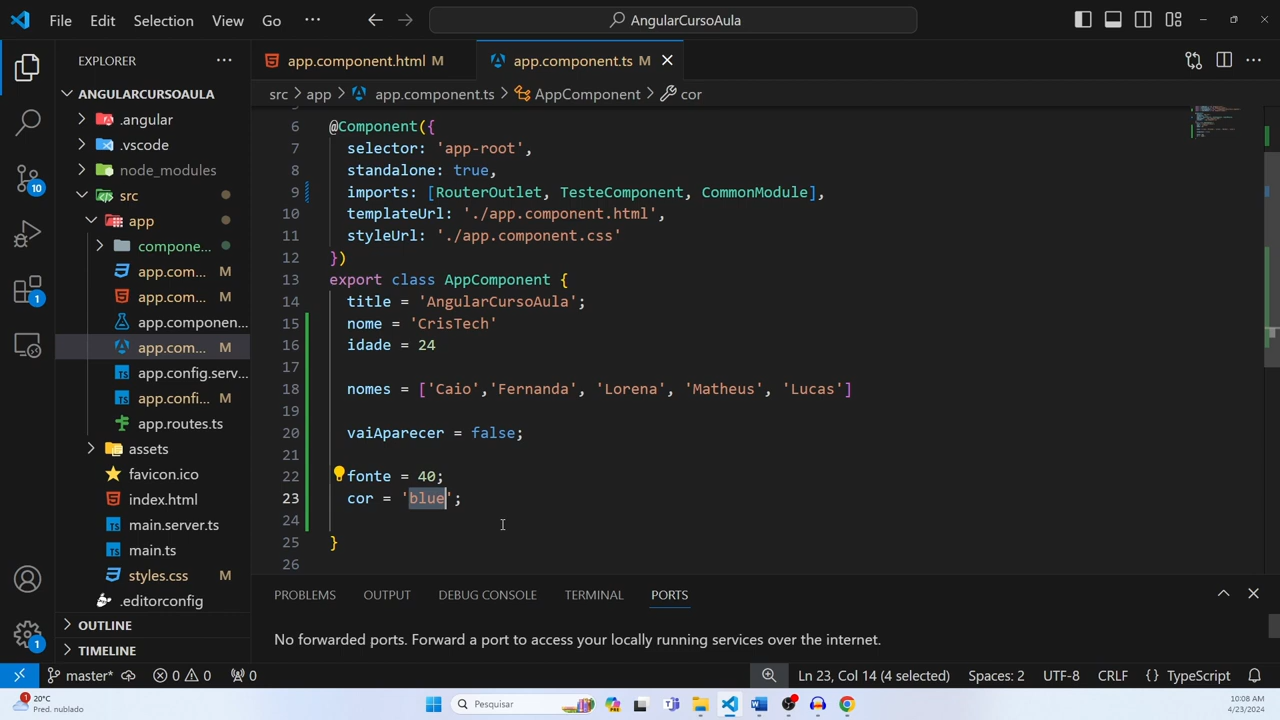 File Edit Selection View Go ··· AngularCursoAula
EXPLORER ···
ANGULARCURSOAULA
.angular
.vscode
node_modules
src
app
compone...
app.com... M
app.com... M
app.componen...
app.com... M
app.config.serv...
app.confi... M
app.routes.ts
assets
favicon.ico
index.html
main.server.ts
main.ts
styles.css M
.editorconfig
OUTLINE
TIMELINE
10
1
1
app.component.html M app.component.ts M
src > app > app.component.ts > AppComponent > cor
6 @Component({
7 selector: 'app-root',
8 standalone: true,
9 imports: [RouterOutlet, TesteComponent, CommonModule],
10 templateUrl: './app.component.html',
11 styleUrl: './app.component.css'
12 })
13 export class AppComponent {
14 title = 'AngularCursoAula';
15 nome = 'CrisTech'
16 idade = 24
17
18 nomes = ['Caio','Fernanda', 'Lorena', 'Matheus', 'Lucas']
19
20 vaiAparecer = false;
21
22 fonte = 40;
23 cor = 'blue';
24
25 }
26
PROBLEMS OUTPUT DEBUG CONSOLE TERMINAL PORTS
No forwarded ports. Forward a port to access your locally running services over the internet.
master* 0 0 0 Ln 23, Col 14 (4 selected) Spaces: 2 UTF-8 CRLF { } TypeScript
20°C
Pred. nublado
Pesquisar
10:08 AM
4/23/2024